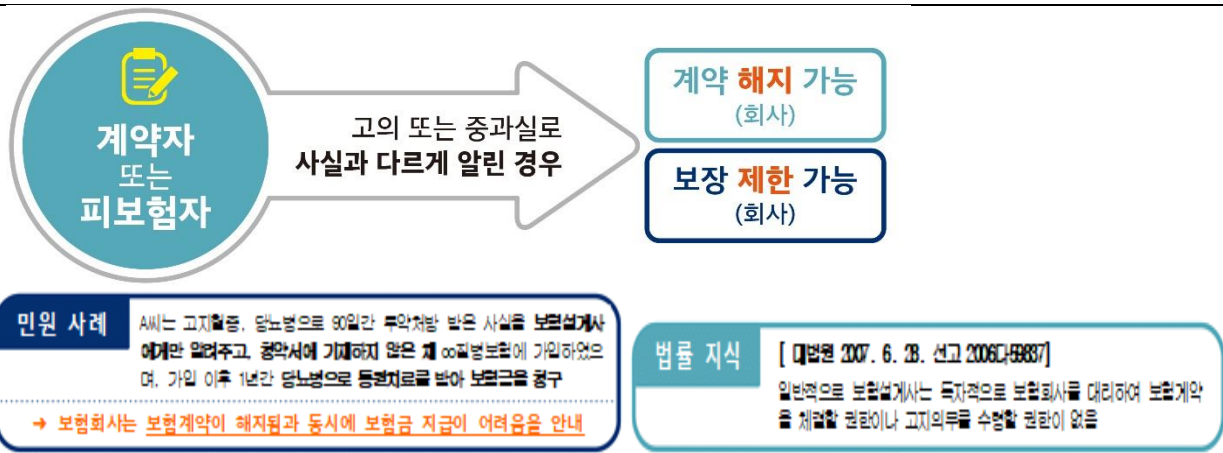 계약자
또는
피보험자
고의 또는 중과실로
사실과 다르게 알린 경우
계약 해지 가능
(회사)
보장 제한 가능
(회사)
민원 사례
A씨는 고지혈증, 당뇨병으로 90일간 투약처방 받은 사실을 보험설계사
에게만 알려주고, 청약서에 기재하지 않은 채 ∞질병보험에 가입하였으
며, 가입 이후 1년간 당뇨병으로 통원치료를 받아 보험금을 청구
→ 보험회사는 보험계약이 해지됨과 동시에 보험금 지급이 어려움을 안내
법률 지식
[ 대법원 2007. 6. 28. 선고 2006다59837]
일반적으로 보험설계사는 독자적으로 보험회사를 대리하여 보험계약
을 체결할 권한이나 고지의무를 수령할 권한이 없음